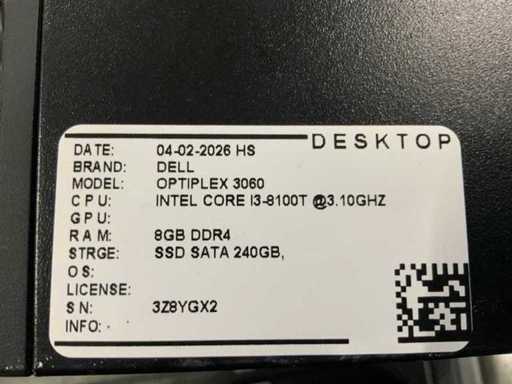 DESKTOP
DATE: 04-02-2026 HS
BRAND: DELL
MODEL: OPTIPLEX 3060
CPU: INTEL CORE I3-8100T @3.10GHZ
GPU:
RAM: 8GB DDR4
STRGE: SSD SATA 240GB,
OS:
LICENSE:
SN: 3Z8YGX2
INFO: